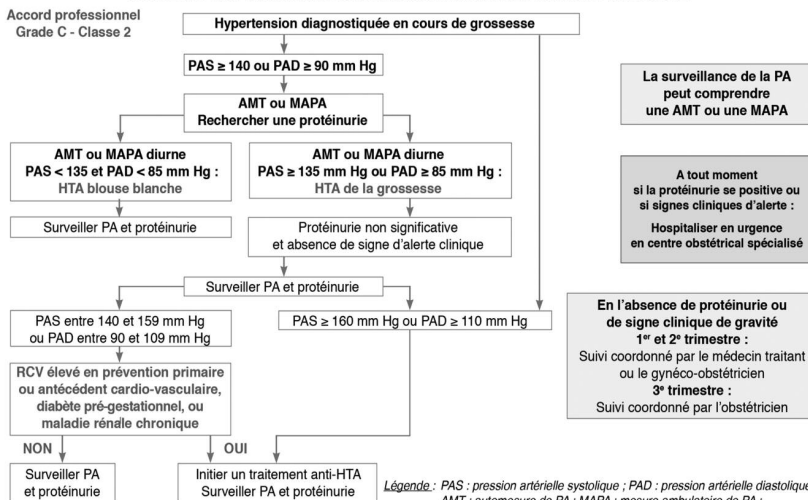 Accord professionnel
Grade C - Classe 2
Hypertension diagnostiquée en cours de grossesse
PAS ≥ 140 ou PAD ≥ 90 mm Hg
AMT ou MAPA
Rechercher une protéinurie
AMT ou MAPA diurne
PAS < 135 et PAD < 85 mm Hg :
HTA blouse blanche
AMT ou MAPA diurne
PAS ≥ 135 mm Hg ou PAD ≥ 85 mm Hg :
HTA de la grossesse
Surveiller PA et protéinurie
Protéinurie non significative
et absence de signe d'alerte clinique
Surveiller PA et protéinurie
PAS entre 140 et 159 mm Hg
ou PAD entre 90 et 109 mm Hg
PAS ≥ 160 mm Hg ou PAD ≥ 110 mm Hg
RCV élevé en prévention primaire
ou antécédent cardio-vasculaire,
diabète pré-gestationnel, ou
maladie rénale chronique
NON
OUI
Surveiller PA
et protéinurie
Initier un traitement anti-HTA
Surveiller PA et protéinurie
La surveillance de la PA
peut comprendre
une AMT ou une MAPA
A tout moment
si la protéinurie se positive ou
si signes cliniques d'alerte :
Hospitaliser en urgence
en centre obstétrical spécialisé
En l'absence de protéinurie ou
de signe clinique de gravité
1er et 2e trimestre :
Suivi coordonné par le médecin traitant
ou le gynéco-obstétricien
3e trimestre :
Suivi coordonné par l'obstétricien
Légende : PAS : pression artérielle systolique ; PAD : pression artérielle diastolique
AMT : automesure de PA ; MAPA : mesure ambulatoire de PA ;